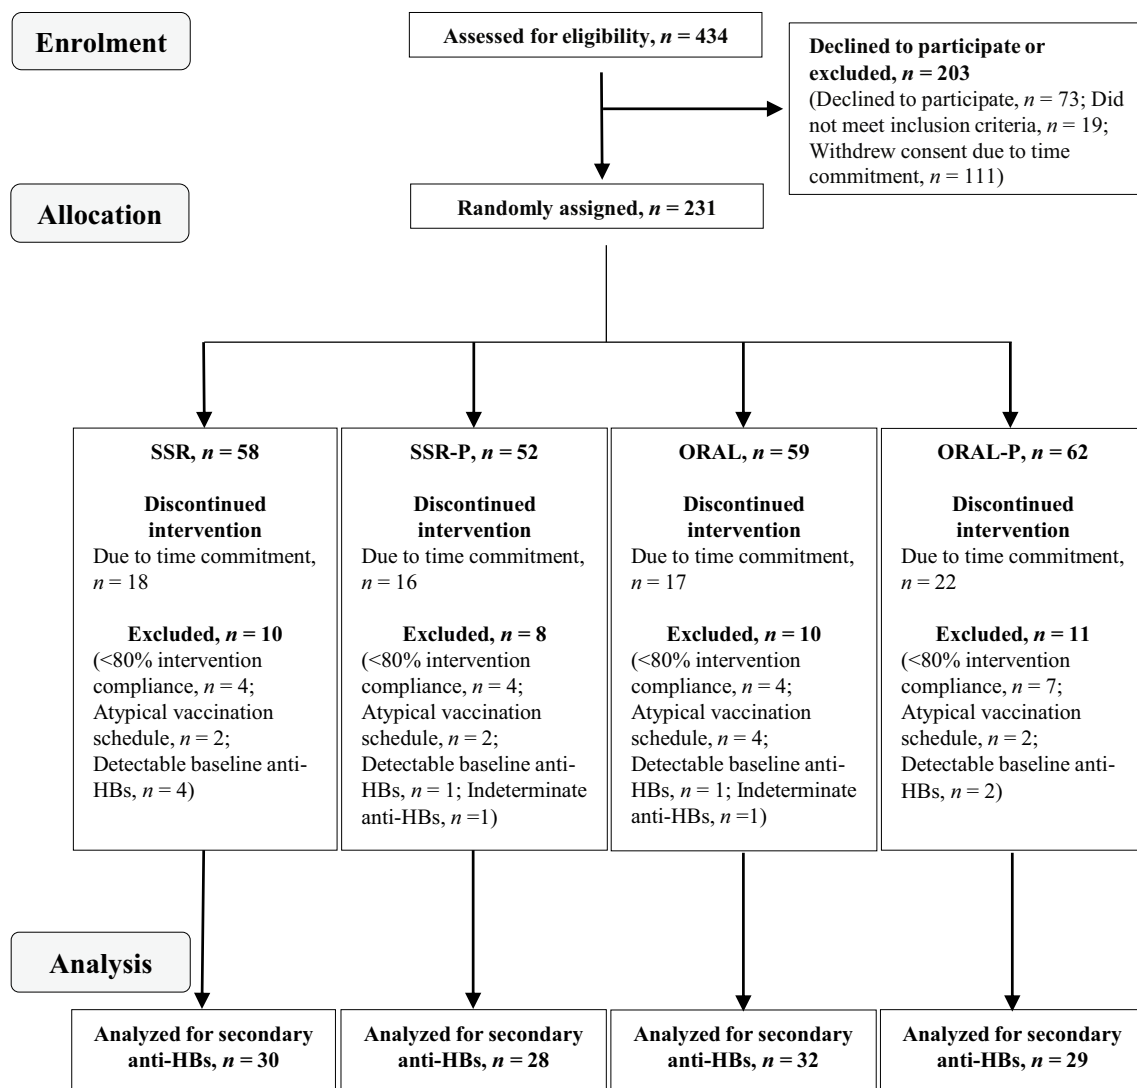 Enrolment
Assessed for eligibility, n = 434
Declined to participate or
excluded, n = 203
(Declined to participate, n = 73; Did
not meet inclusion criteria, n = 19;
Withdrew consent due to time
commitment, n = 111)
Allocation
Randomly assigned, n = 231
SSR, n = 58
Discontinued
intervention
Due to time commitment,
n = 18
Excluded, n = 10
(<80% intervention
compliance, n = 4;
Atypical vaccination
schedule, n = 2;
Detectable baseline anti-
HBs, n = 4)
SSR-P, n = 52
Discontinued
intervention
Due to time commitment,
n = 16
Excluded, n = 8
(<80% intervention
compliance, n = 4;
Atypical vaccination
schedule, n = 2;
Detectable baseline anti-
HBs, n = 1; Indeterminate
anti-HBs, n =1)
ORAL, n = 59
Discontinued
intervention
Due to time commitment,
n = 17
Excluded, n = 10
(<80% intervention
compliance, n = 4;
Atypical vaccination
schedule, n = 4;
Detectable baseline anti-
HBs, n = 1; Indeterminate
anti-HBs, n =1)
ORAL-P, n = 62
Discontinued
intervention
Due to time commitment,
n = 22
Excluded, n = 11
(<80% intervention
compliance, n = 7;
Atypical vaccination
schedule, n = 2;
Detectable baseline anti-
HBs, n = 2)
Analysis
Analyzed for secondary
anti-HBs, n = 30
Analyzed for secondary
anti-HBs, n = 28
Analyzed for secondary
anti-HBs, n = 32
Analyzed for secondary
anti-HBs, n = 29